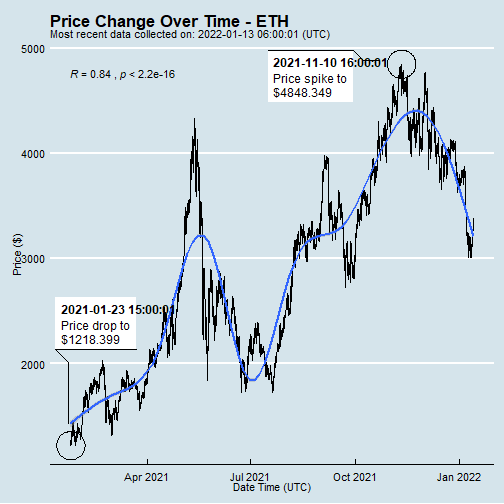 Price Change Over Time - ETH
Most recent data collected on: 2022-01-13 06:00:01 (UTC)
5000
R = 0.84 , p < 2.2e-16
2021-11-10 16:00:01
Price spike to
$4848.349
4000
Price ($)
3000
2021-01-23 15:00:0
Price drop to
$1218.399
2000
Apr 2021
Jul 2021
Oct 2021
Jan 2022
Date Time (UTC)